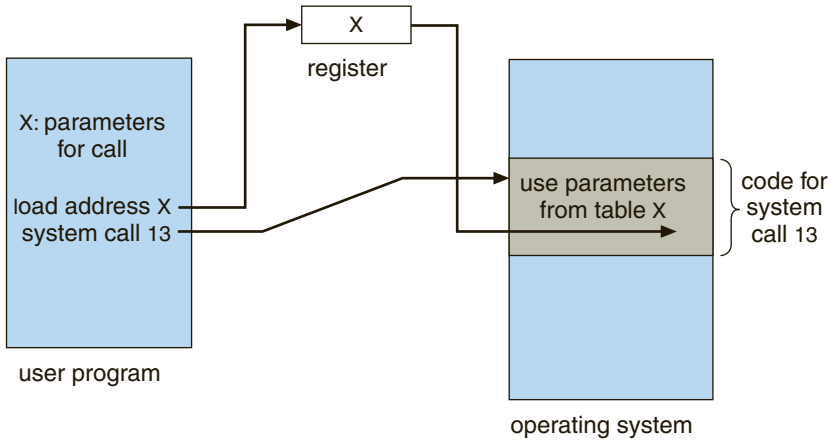 X
register
X: parameters
for call
load address X
system call 13
use parameters
from table X
code for
system
call 13
user program
operating system